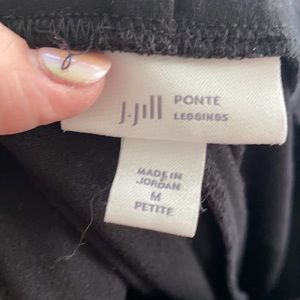 J.Jill PONTE
LEGGINGS
MADE IN
JORDAN
M
PETITE